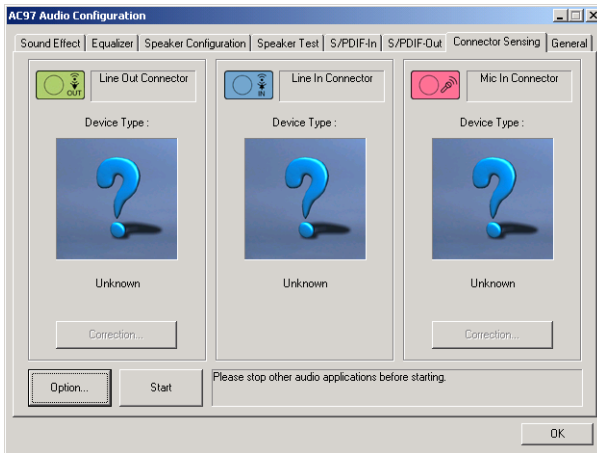 AC97 Audio Configuration
Sound Effect Equalizer Speaker Configuration Speaker Test S/PDIF-In S/PDIF-Out Connector Sensing General
OUT Line Out Connector
IN Line In Connector
Mic In Connector
Device Type :
Device Type :
Device Type :
Unknown
Unknown
Unknown
Correction...
Correction...
Option...
Start
Please stop other audio applications before starting.
OK